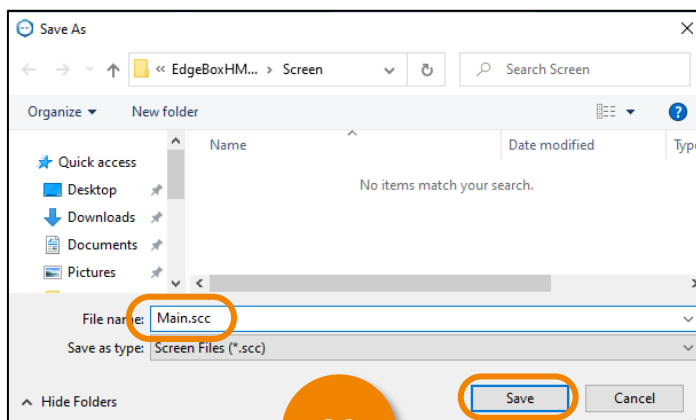 Save As
« EdgeBoxHM... > Screen
Search Screen
Organize
New folder
Name
Date modified
Quick access
No items match your search.
Desktop
Downloads
Documents
Pictures
File name: Main.scc
Save as type: Screen Files (*.scc)
Hide Folders
Save
Cancel